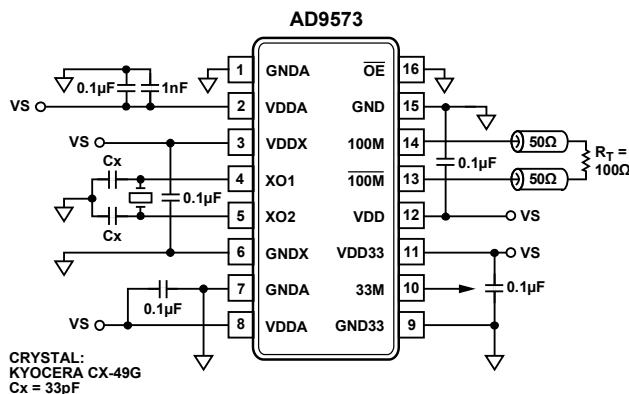 AD9573
0.1µF
1nF
VS
1 GNDA
2 VDDA
3 VDDX
4 XO1
5 XO2
6 GNDX
7 GNDA
8 VDDA
Cx
Cx
0.1µF
0.1µF
VS
VS
OE 16
GND 15
100M 14
100M 13
VDD 12
VDD33 11
33M 10
GND33 9
50Ω
50Ω
RT =
100Ω
0.1µF
VS
VS
0.1µF
CRYSTAL:
KYOCERA CX-49G
Cx = 33pF